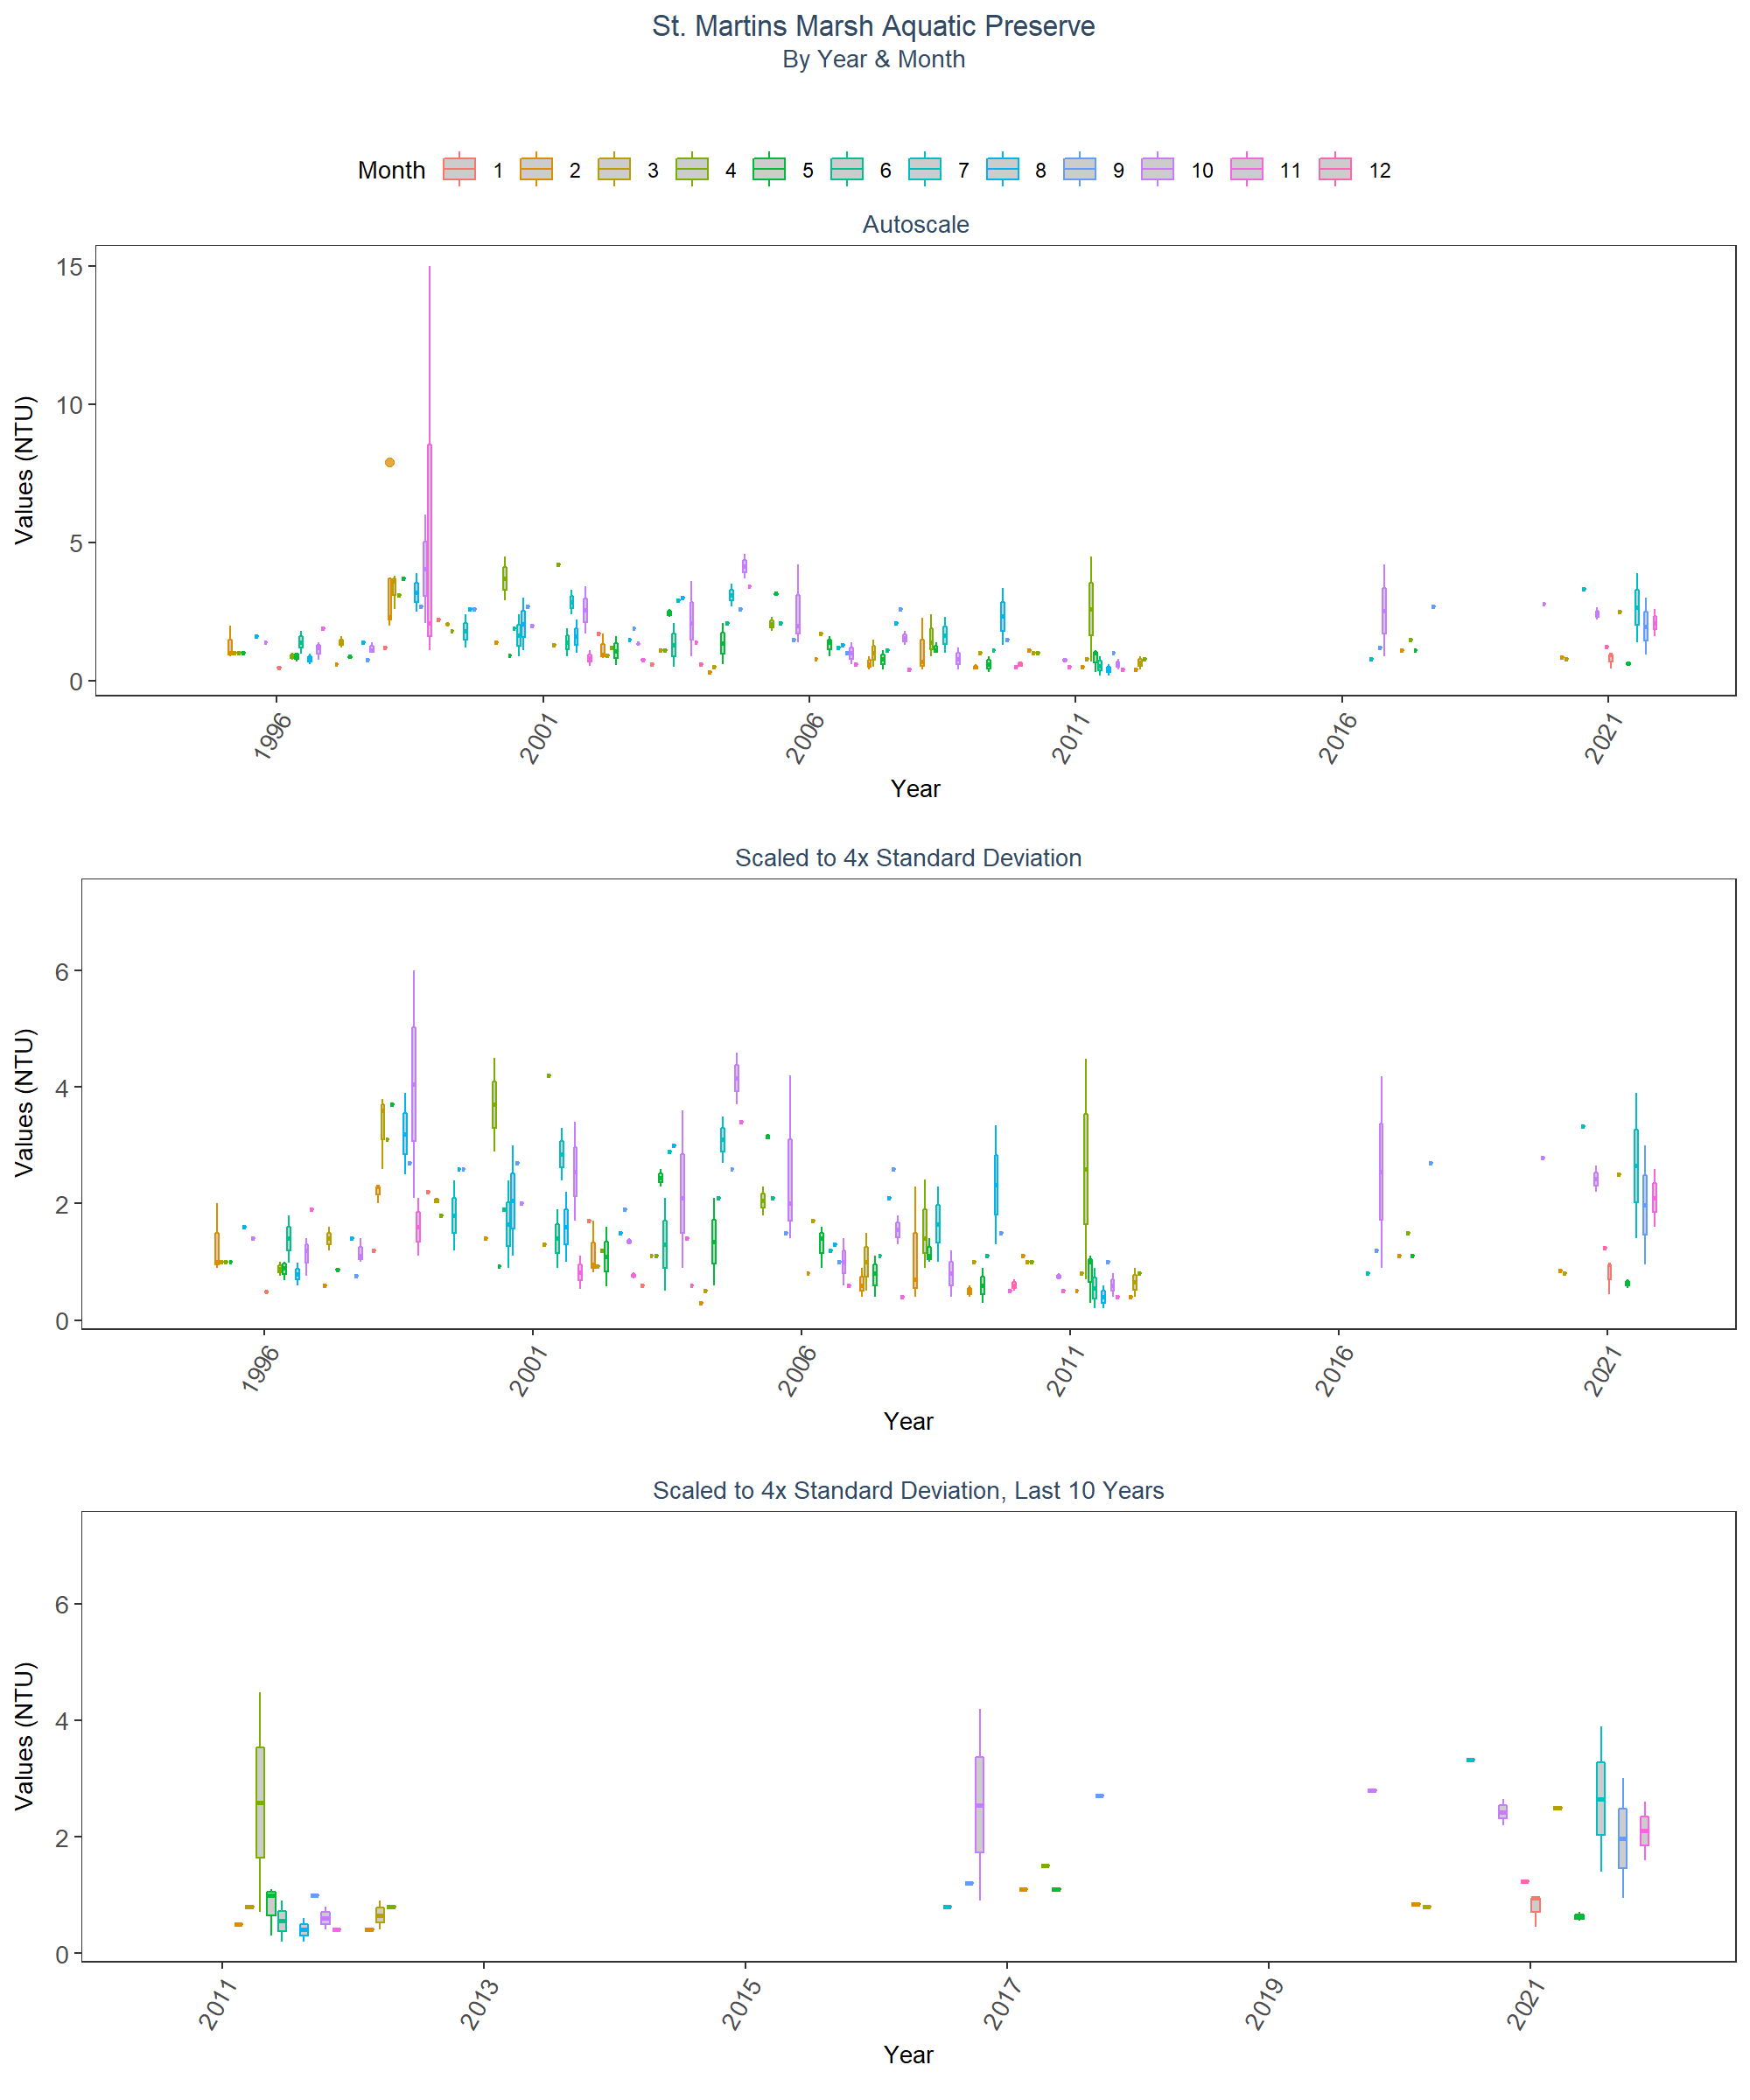 St. Martins Marsh Aquatic Preserve
By Year & Month
Month 1 2 3 4 5 6 7 8 9 10 11 12
Autoscale
Values (NTU)
15
10
5
0
1996 2001 2006 2011 2016 2021
Year
Scaled to 4x Standard Deviation
Values (NTU)
6
4
2
0
1996 2001 2006 2011 2016 2021
Year
Scaled to 4x Standard Deviation, Last 10 Years
Values (NTU)
6
4
2
0
2011 2013 2015 2017 2019 2021
Year